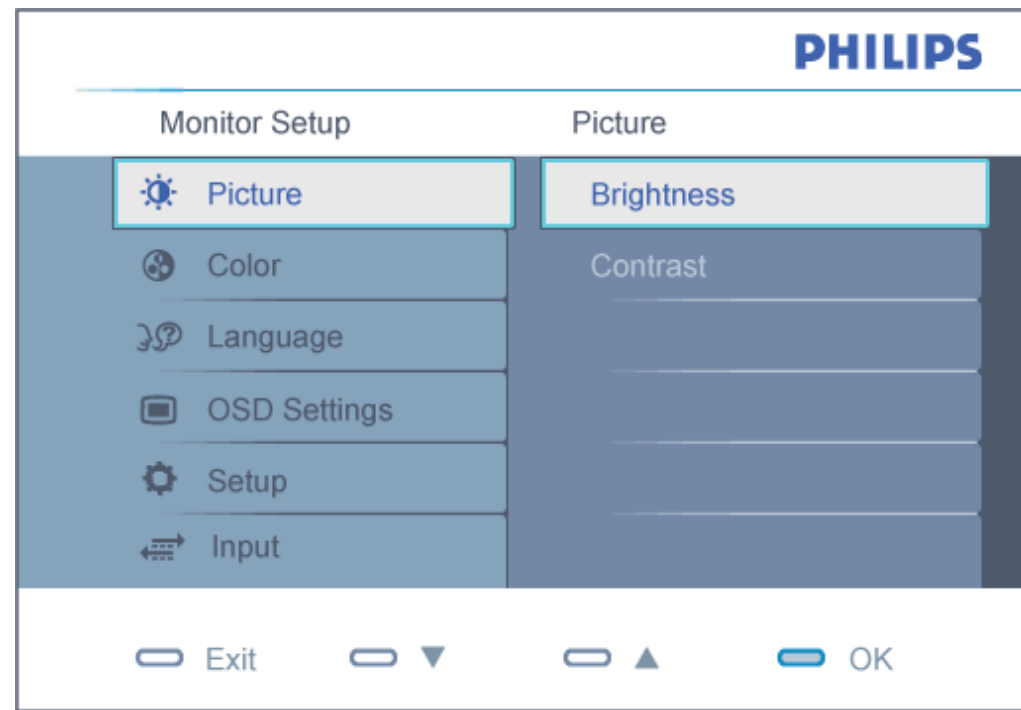 PHILIPS
Monitor Setup
Picture
Picture
Brightness
Color
Contrast
Language
OSD Settings
Setup
Input
Exit
▼
▲
OK